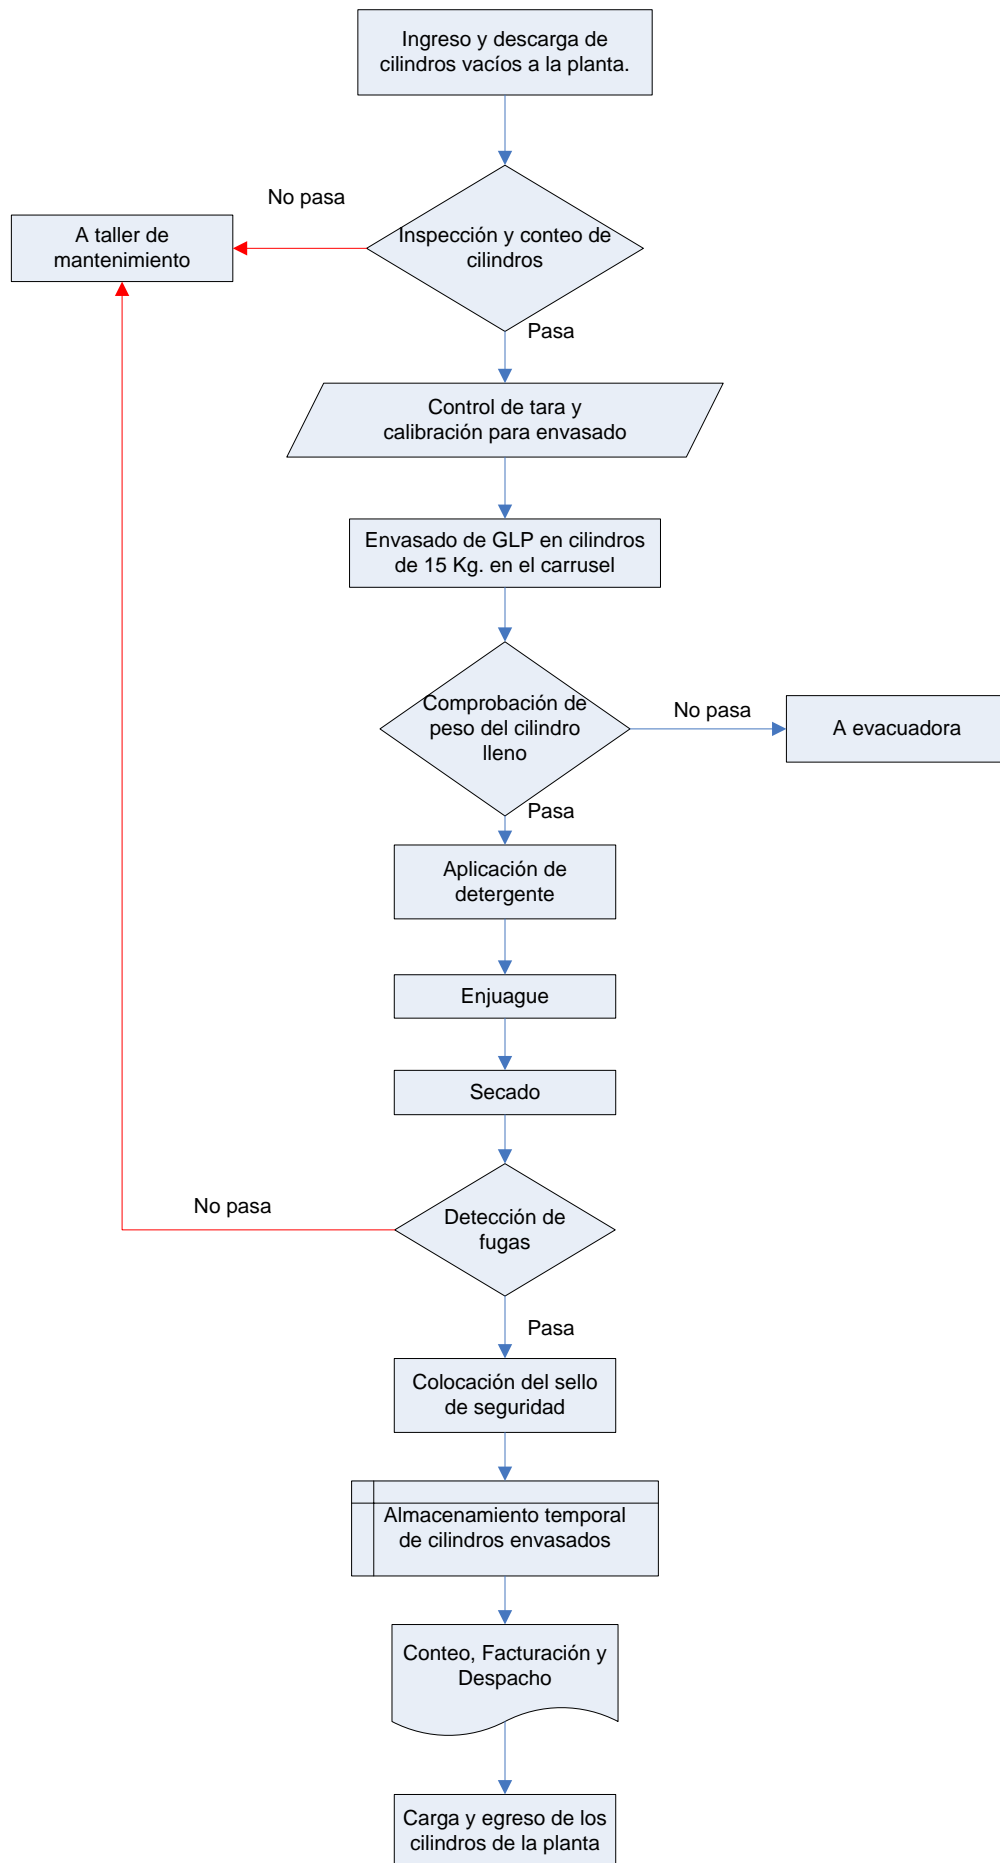 Ingreso y descarga de
cilindros vacíos a la planta.
No pasa
A taller de
mantenimiento
Inspección y conteo de
cilindros
Pasa
Control de tara y
calibración para envasado
Envasado de GLP en cilindros
de 15 Kg. en el carrusel
Comprobación de
peso del cilindro
lleno
No pasa
A evacuadora
Pasa
Aplicación de
detergente
Enjuague
Secado
No pasa
Detección de
fugas
Pasa
Colocación del sello
de seguridad
Almacenamiento temporal
de cilindros envasados
Conteo, Facturación y
Despacho
Carga y egreso de los
cilindros de la planta